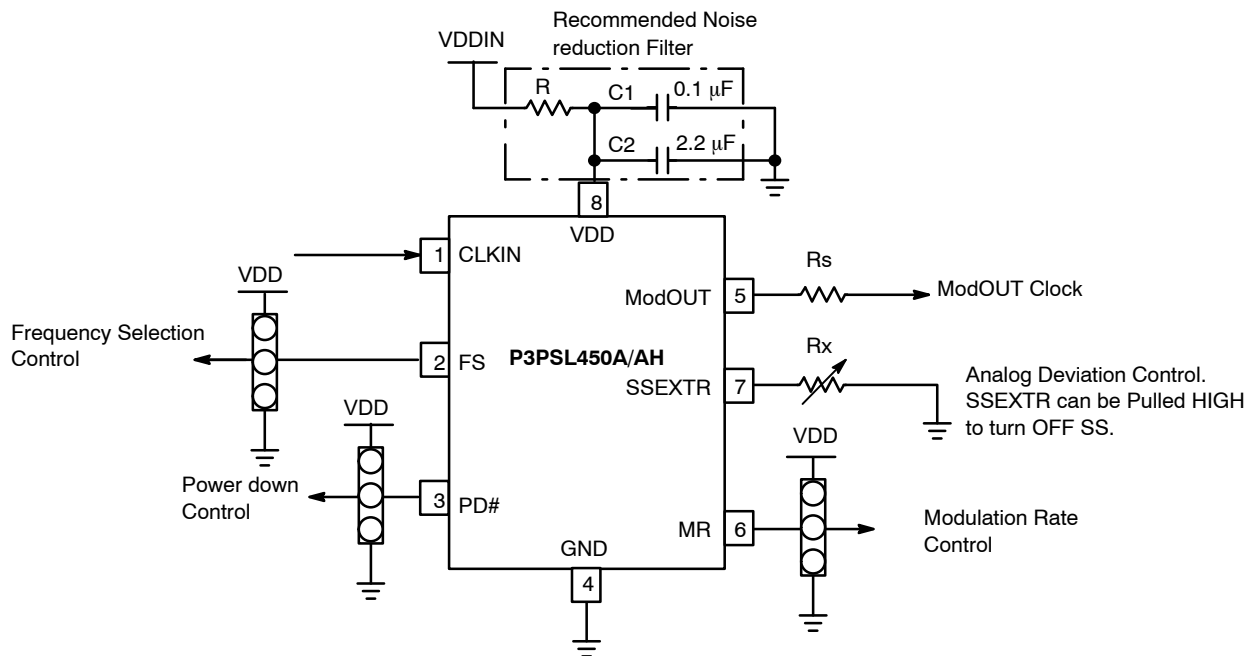 Recommended Noise
reduction Filter
VDDIN
R
C1
0.1 μF
C2
2.2 μF
8
VDD
1
CLKIN
VDD
Rs
ModOUT
5
ModOUT Clock
Frequency Selection
Control
2
FS
P3PSL450A/AH
Rx
SSEXTR
7
Analog Deviation Control.
SSEXTR can be Pulled HIGH
to turn OFF SS.
VDD
VDD
Power down
Control
3
PD#
MR
6
Modulation Rate
Control
GND
4